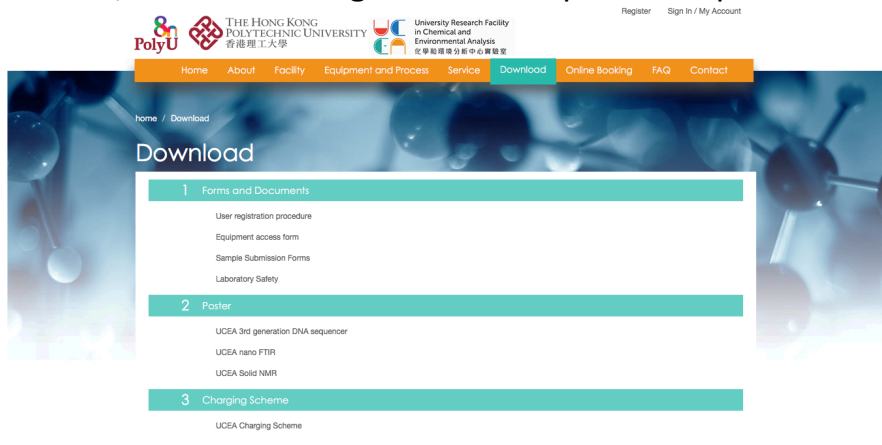 Register Sign In / My Account
PolyU
THE HONG KONG
POLYTECHNIC UNIVERSITY
香港理工大學
UCEA
University Research Facility
in Chemical and
Environmental Analysis
化學和環境分析中心實驗室
Home About Facility Equipment and Process Service Download Online Booking FAQ Contact
home / Download
Download
1 Forms and Documents
User registration procedure
Equipment access form
Sample Submission Forms
Laboratory Safety
2 Poster
UCEA 3rd generation DNA sequencer
UCEA nano FTIR
UCEA Solid NMR
3 Charging Scheme
UCEA Charging Scheme